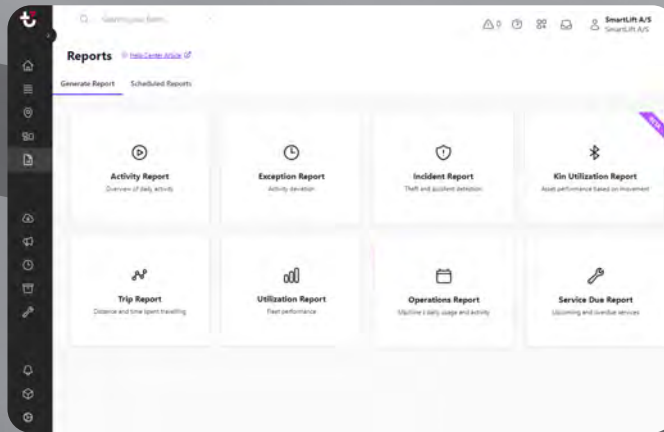 0
SmartLift A/S
SmartLift A/S
Reports
Help Center Article
Generate Report
Scheduled Reports
BETA
Activity Report
Overview of daily activity
Exception Report
Activity deviation
Incident Report
Theft and accident detection
Kin Utilization Report
Asset performance based on movement
Trip Report
Distance and time spent travelling
Utilization Report
Fleet performance
Operations Report
Machine's daily usage and activity
Service Due Report
Upcoming and overdue services